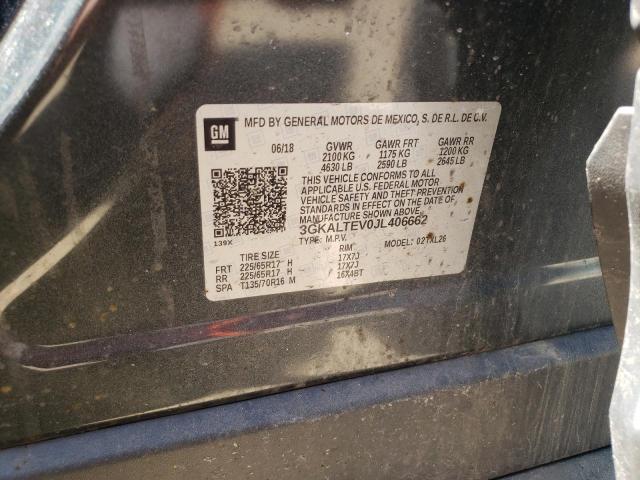 GM MFD BY GENERAL MOTORS DE MEXICO, S. DE R.L. DE C.V.
06/18 GVWR GAWR FRT GAWR RR
2100 KG 1175 KG 1200 KG
4630 LB 2590 LB 2645 LB
THIS VEHICLE CONFORMS TO ALL
APPLICABLE U.S. FEDERAL MOTOR
VEHICLE SAFETY AND THEFT PREVENTION
STANDARDS IN EFFECT ON THE DATE OF
MANUFACTURE SHOWN ABOVE.
3GKALTEV0JL406662
139X TYPE: M.P.V. MODEL: 02TXL26
TIRE SIZE RIM
FRT 225/65R17 H 17X7J
RR 225/65R17 H 17X7J
SPA T135/70R16 M 16X4BT